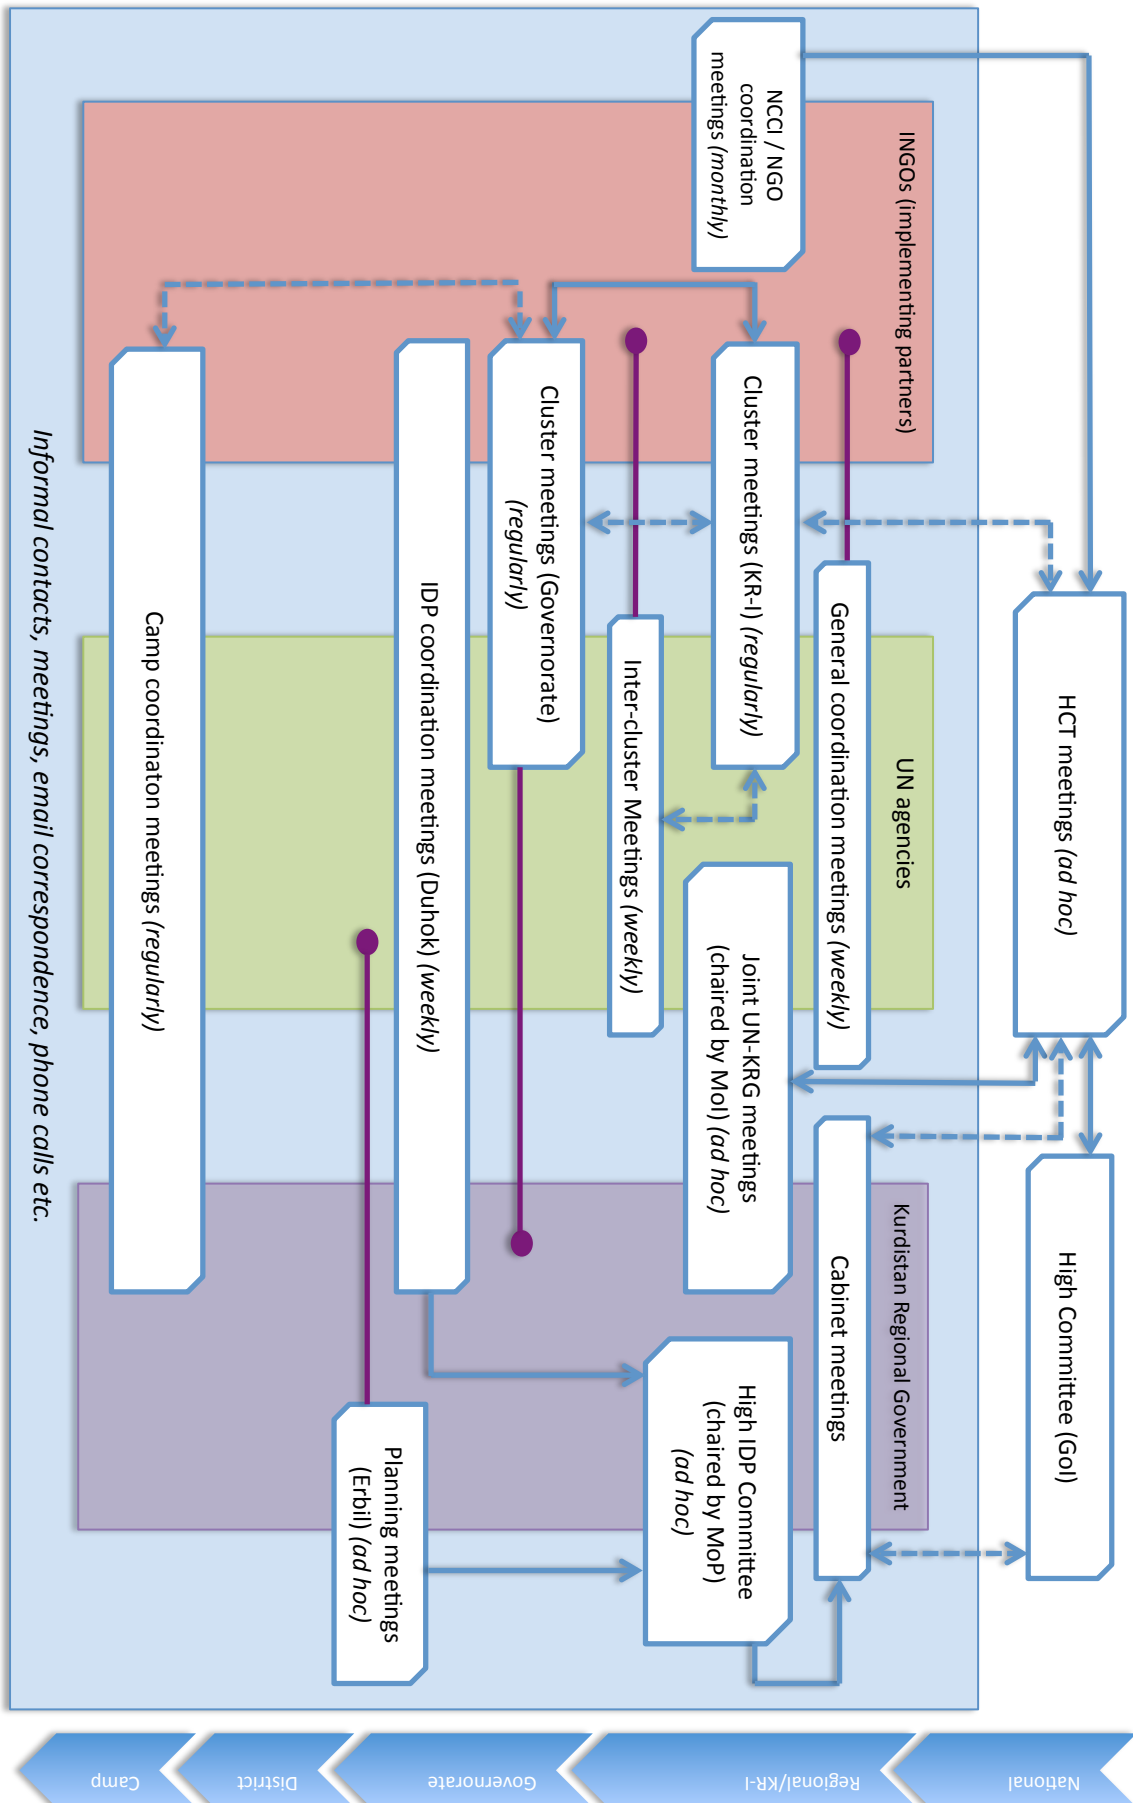 HCT meetings (ad hoc)
High Committee (GoI)
INGOs (implementing partners)
UN agencies
Kurdistan Regional Government
NCCI / NGO
coordination
meetings (monthly)
General coordination meetings (weekly)
Cabinet meetings
Cluster meetings (KR-I) (regularly)
Joint UN-KRG meetings
(chaired by MoI) (ad hoc)
High IDP Committee
(chaired by MoP)
(ad hoc)
Inter-cluster Meetings (weekly)
Cluster meetings (Governorate)
(regularly)
IDP coordination meetings (Duhok) (weekly)
Planning meetings
(Erbil) (ad hoc)
Camp coordinaton meetings (regularly)
Informal contacts, meetings, email correspondence, phone calls etc.
National
Regional/KR-I
Governorate
District
Camp